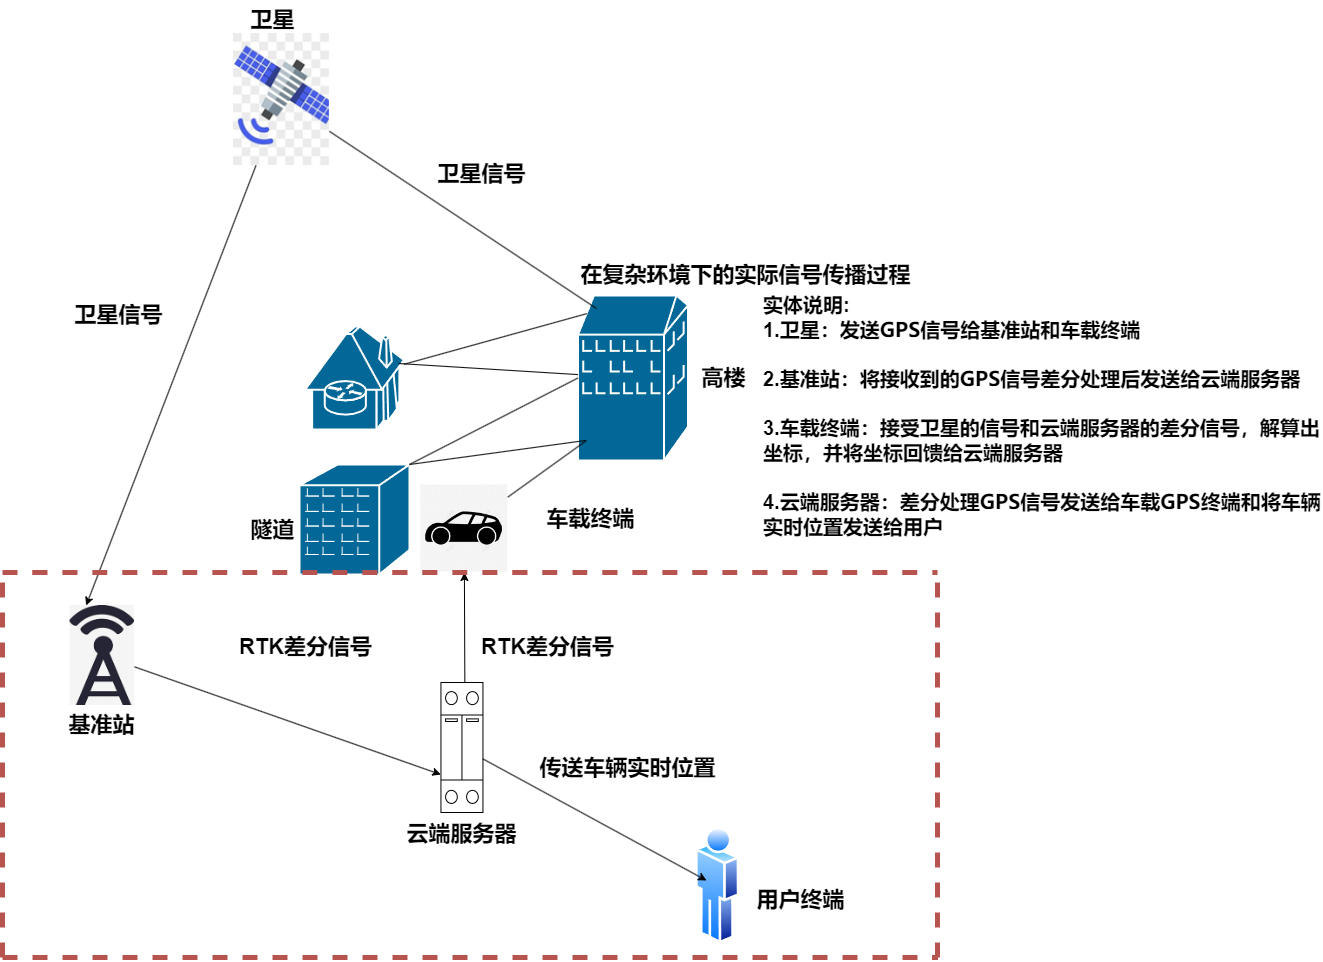 卫星
卫星信号
卫星信号
在复杂环境下的实际信号传播过程
实体说明:
1.卫星：发送GPS信号给基准站和车载终端
高楼
2.基准站：将接收到的GPS信号差分处理后发送给云端服务器
3.车载终端：接受卫星的信号和云端服务器的差分信号，解算出
坐标，并将坐标回馈给云端服务器
4.云端服务器：差分处理GPS信号发送给车载GPS终端和将车辆
实时位置发送给用户
隧道
车载终端
RTK差分信号
RTK差分信号
基准站
传送车辆实时位置
云端服务器
用户终端